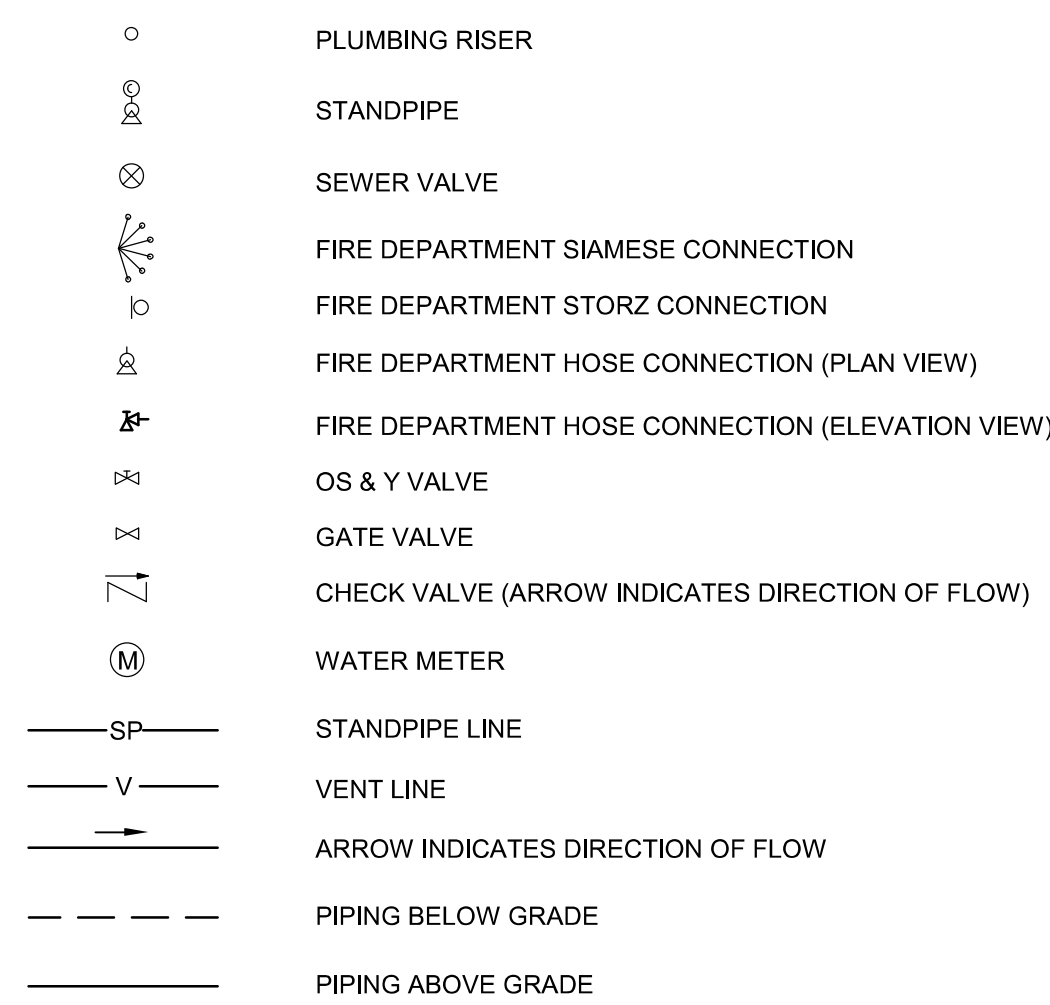 PLUMBING RISER
C STANDPIPE
SEWER VALVE
FIRE DEPARTMENT SIAMESE CONNECTION
FIRE DEPARTMENT STORZ CONNECTION
FIRE DEPARTMENT HOSE CONNECTION (PLAN VIEW)
FIRE DEPARTMENT HOSE CONNECTION (ELEVATION VIEW)
OS & Y VALVE
GATE VALVE
CHECK VALVE (ARROW INDICATES DIRECTION OF FLOW)
M WATER METER
SP STANDPIPE LINE
V VENT LINE
ARROW INDICATES DIRECTION OF FLOW
PIPING BELOW GRADE
PIPING ABOVE GRADE